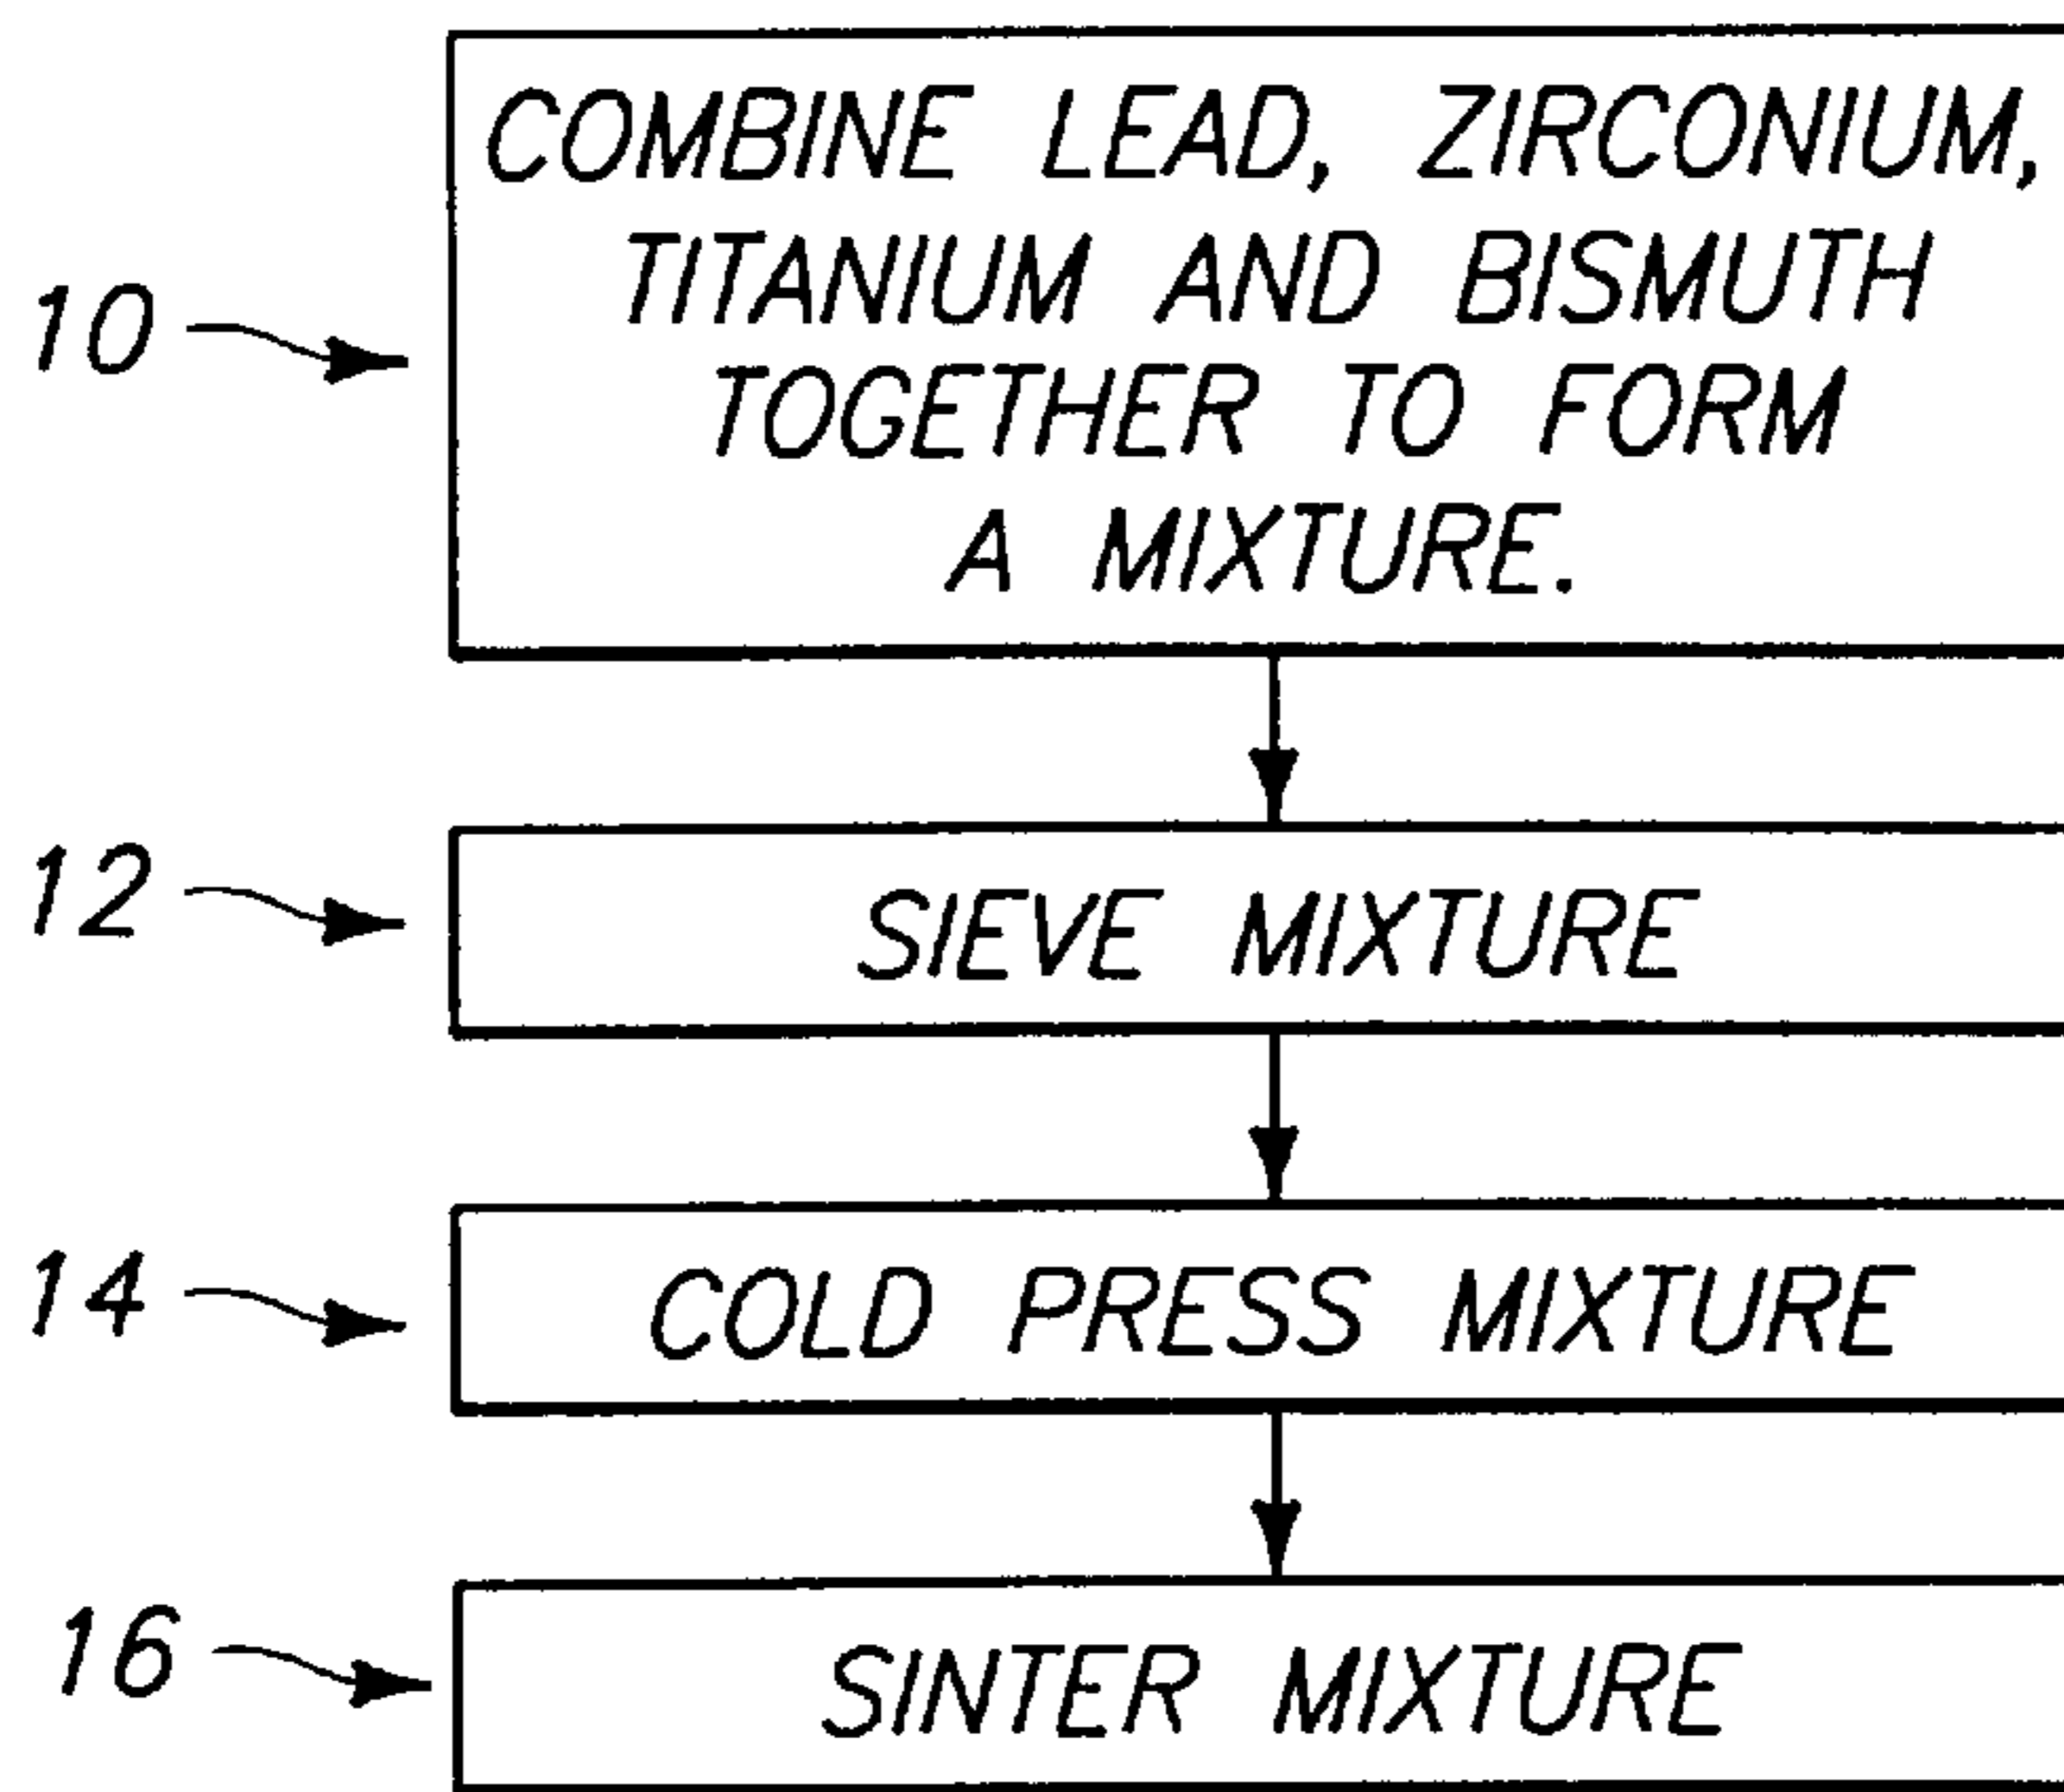 10
COMBINE LEAD, ZIRCONIUM,
TITANIUM AND BISMUTH
TOGETHER TO FORM
A MIXTURE.
12
SIEVE MIXTURE
14
COLD PRESS MIXTURE
16
SINTER MIXTURE